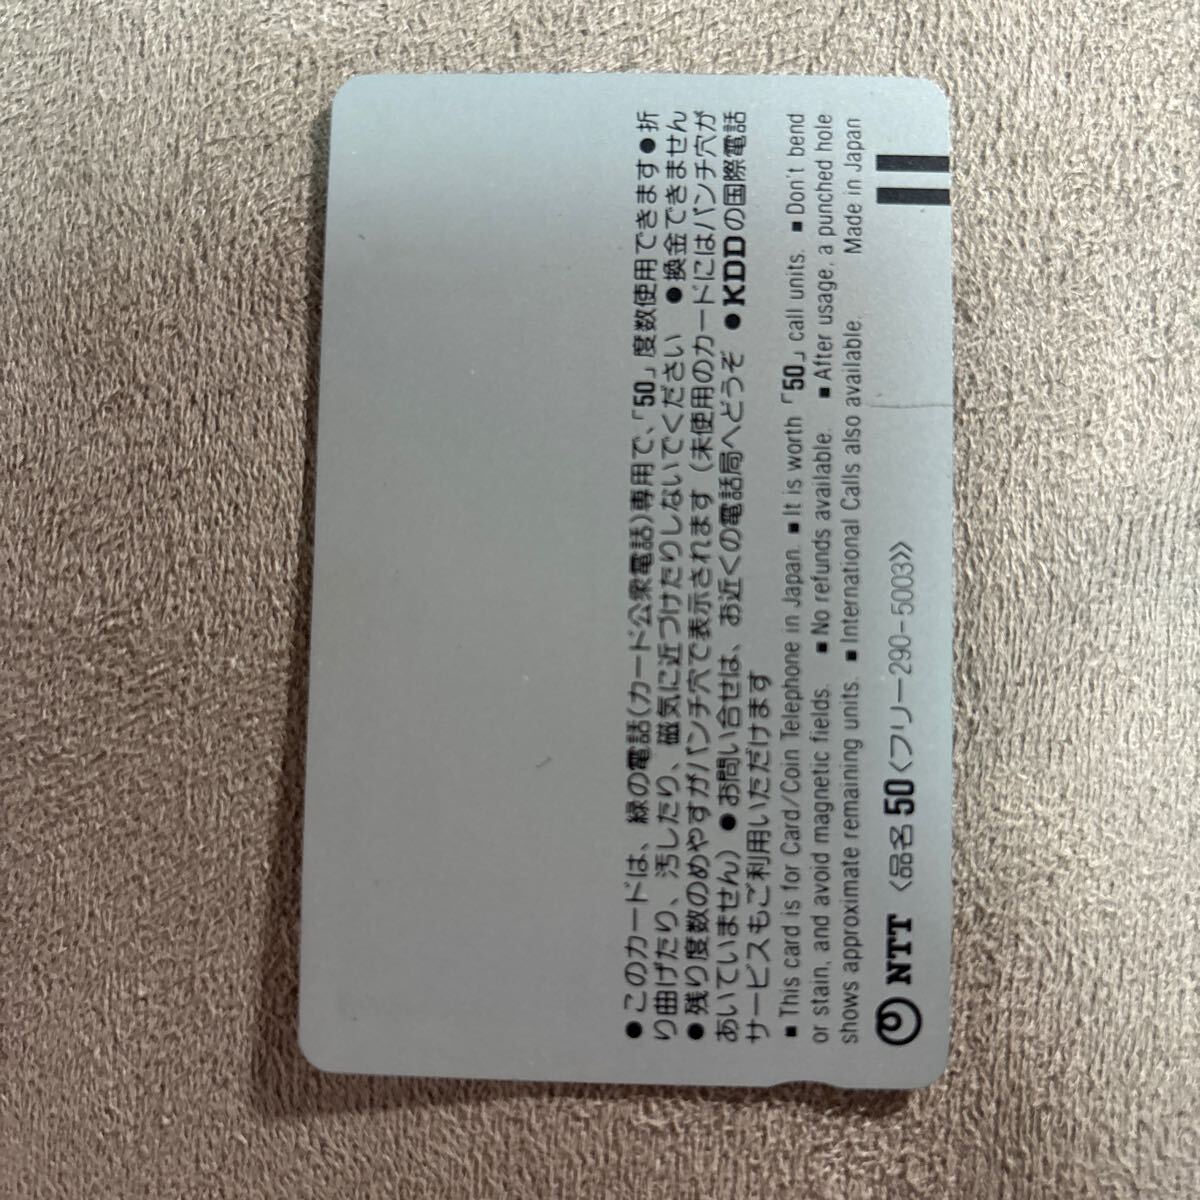 ●このカードは、緑の電話(カード公衆電話)専用で、「50」度数使用できます●折
り曲げたり、汚したり、磁気に近づけたりしないでください ●換金できません
●残り度数のめやすがパンチ穴で表示されます（未使用のカードにはパンチ穴が
あいていません）●お問い合せは、お近くの電話局へどうぞ ●KDDの国際電話
サービスもご利用いただけます
■This card is for Card/Coin Telephone in Japan. ■It is worth「50」call units. ■Don't bend
or stain, and avoid magnetic fields. ■No refunds available. ■After usage, a punched hole
shows approximate remaining units. ■International Calls also available. Made in Japan
NTT〈品名50〈フリー290-5003〉〉